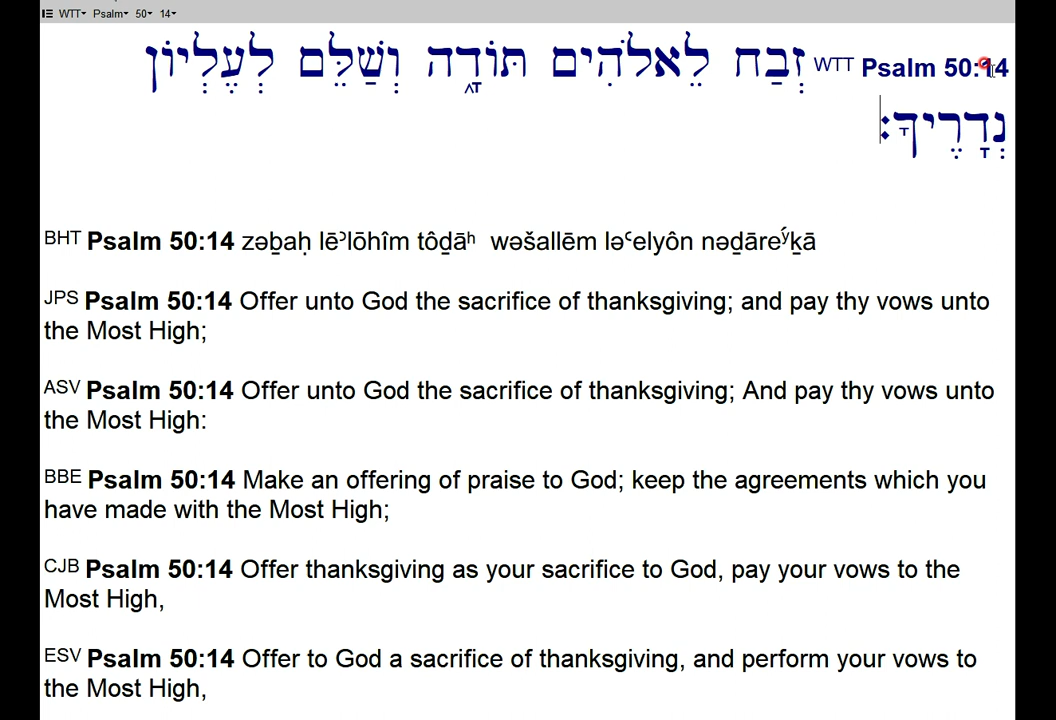 WTT Psalm 50 14
WTT Psalm 50:14 זְבַח לֵאלֹהִים תּוֹדָ֑ה וְשַׁלֵּם לְעֶלְיוֹן
נְדָרֶיךָ׃
BHT Psalm 50:14 zəḇaḥ lēʾlōhîm tôḏāʰ wəšallēm ləʿelyôn nəḏāreʸ́ḵā
JPS Psalm 50:14 Offer unto God the sacrifice of thanksgiving; and pay thy vows unto
the Most High;
ASV Psalm 50:14 Offer unto God the sacrifice of thanksgiving; And pay thy vows unto
the Most High:
BBE Psalm 50:14 Make an offering of praise to God; keep the agreements which you
have made with the Most High;
CJB Psalm 50:14 Offer thanksgiving as your sacrifice to God, pay your vows to the
Most High,
ESV Psalm 50:14 Offer to God a sacrifice of thanksgiving, and perform your vows to
the Most High,